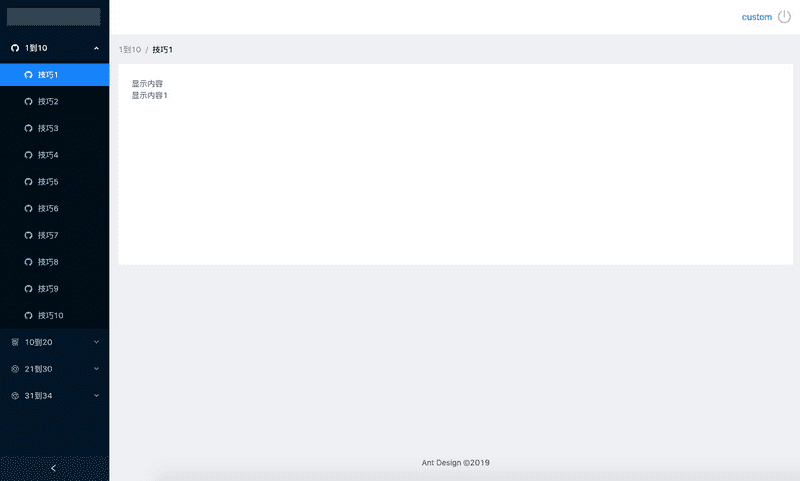 custom
1到10
技巧1
技巧2
技巧3
技巧4
技巧5
技巧6
技巧7
技巧8
技巧9
技巧10
10到20
21到30
31到34
1到10 / 技巧1
显示内容
显示内容1
Ant Design ©2019